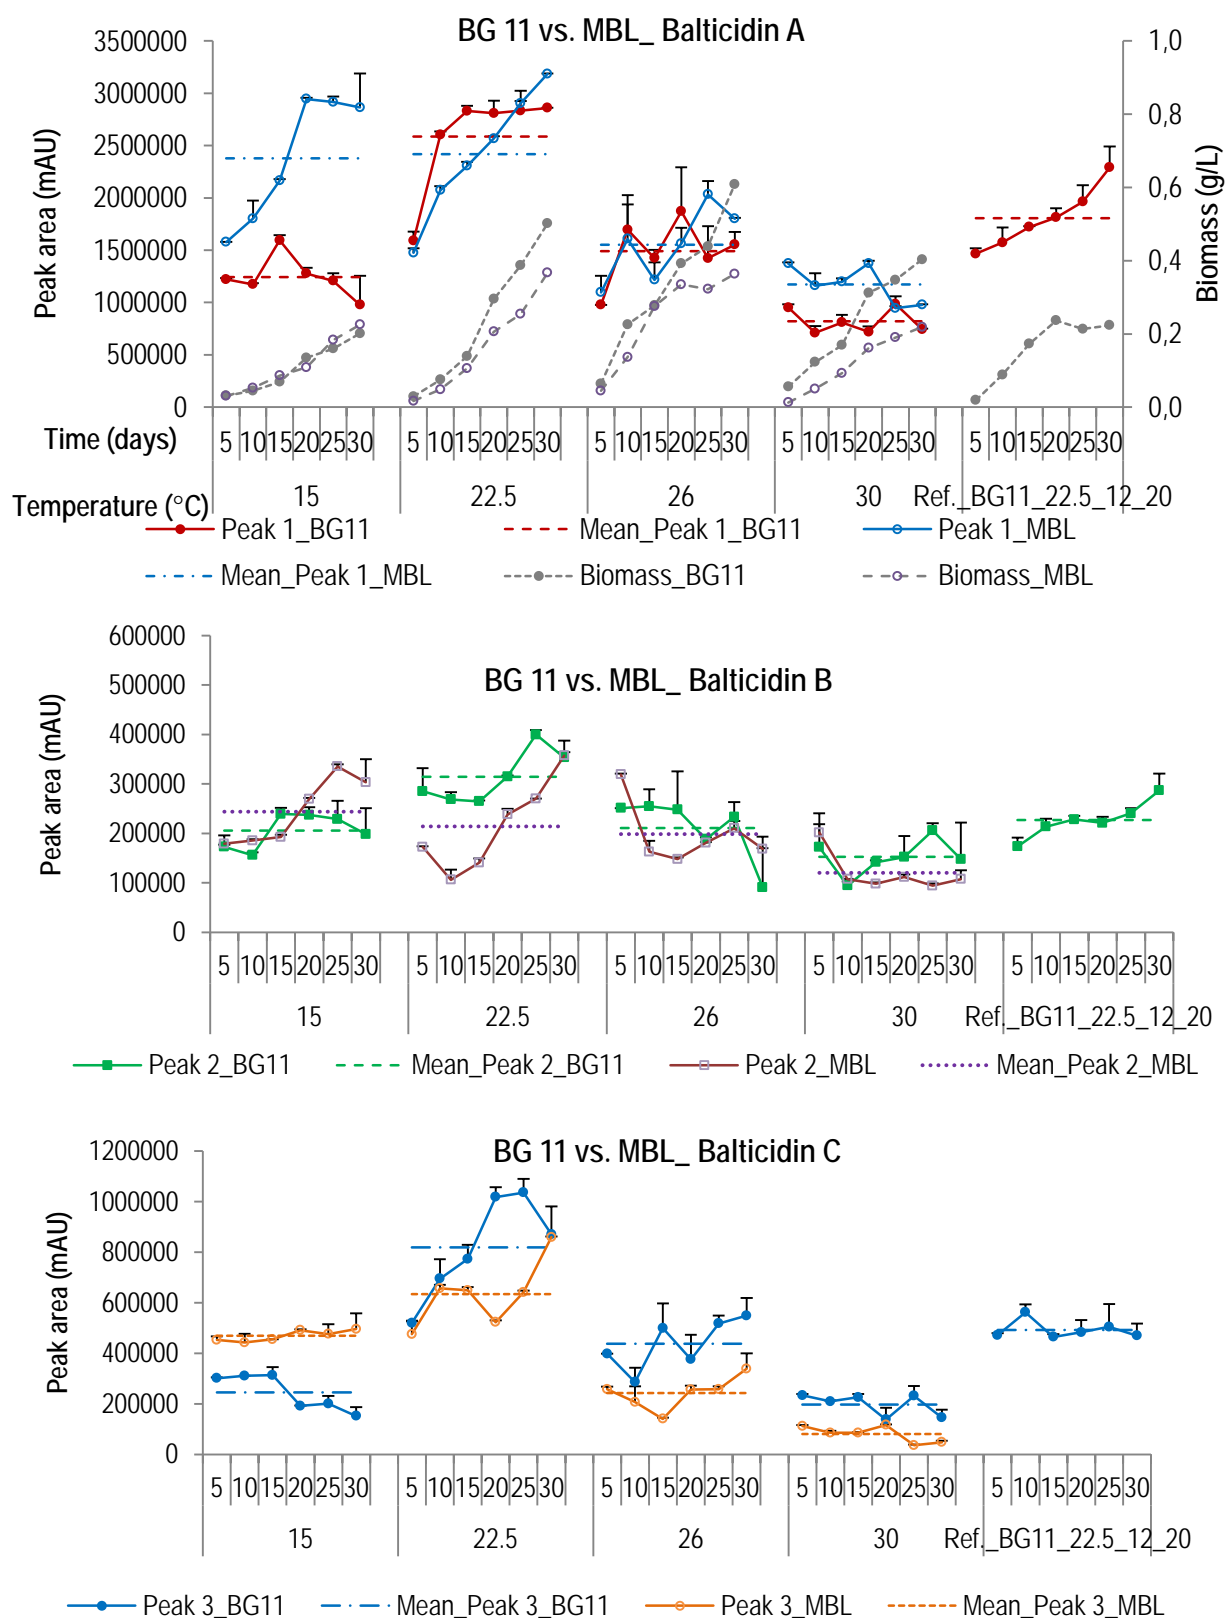 BG 11 vs. MBL_ Balticidin A
3500000
3000000
2500000
2000000
1500000
1000000
500000
0
Peak area (mAU)
1,0
0,8
0,6
0,4
0,2
0,0
Biomass (g/L)
Time (days) 5 10 15 20 25 30 5 10 15 20 25 30 5 10 15 20 25 30 5 10 15 20 25 30 5 10 15 20 25 30
Temperature (°C) 15 22.5 26 30 Ref._BG11_22.5_12_20
Peak 1_BG11 Mean_Peak 1_BG11 Peak 1_MBL
Mean_Peak 1_MBL Biomass_BG11 Biomass_MBL
BG 11 vs. MBL_ Balticidin B
600000
500000
400000
300000
200000
100000
0
Peak area (mAU)
5 10 15 20 25 30 5 10 15 20 25 30 5 10 15 20 25 30 5 10 15 20 25 30 5 10 15 20 25 30
15 22.5 26 30 Ref._BG11_22.5_12_20
Peak 2_BG11 Mean_Peak 2_BG11 Peak 2_MBL Mean_Peak 2_MBL
BG 11 vs. MBL_ Balticidin C
1200000
1000000
800000
600000
400000
200000
0
Peak area (mAU)
5 10 15 20 25 30 5 10 15 20 25 30 5 10 15 20 25 30 5 10 15 20 25 30 5 10 15 20 25 30
15 22.5 26 30 Ref._BG11_22.5_12_20
Peak 3_BG11 Mean_Peak 3_BG11 Peak 3_MBL Mean_Peak 3_MBL